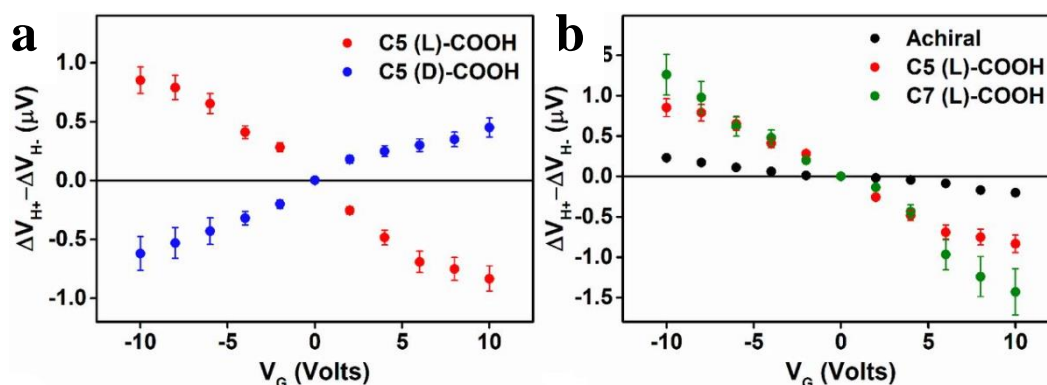 a
C5 (L)-COOH
C5 (D)-COOH
ΔV_H+−ΔV_H- (μV)
1.0
0.5
0.0
-0.5
-1.0
-10
-5
0
5
10
V_G (Volts)
b
Achiral
C5 (L)-COOH
C7 (L)-COOH
ΔV_H+−ΔV_H- (μV)
5
1.0
0.5
0.0
-0.5
-1.0
-1.5
-10
-5
0
5
10
V_G (Volts)